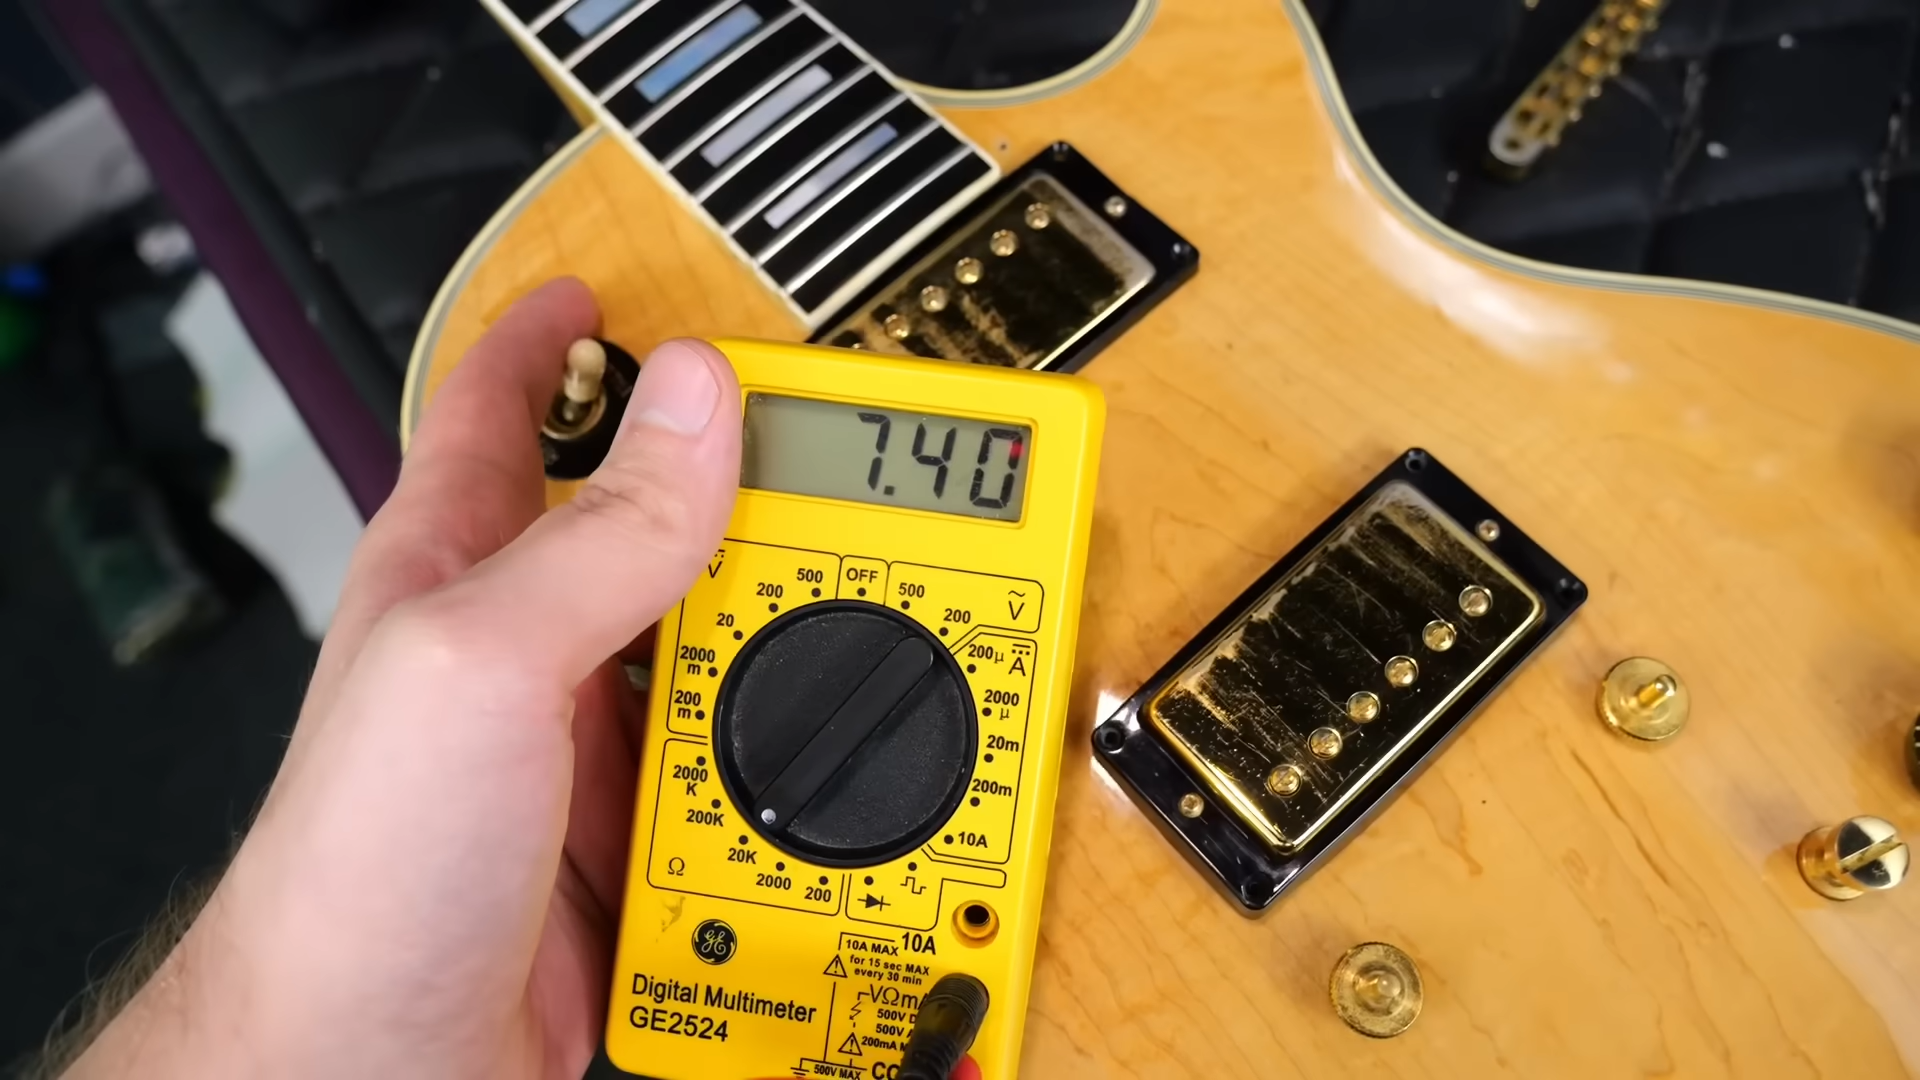 7.40
V
500
OFF
500
V
200
200
20
200µ
A
2000
m
2000
µ
200
m
20m
2000
K
200m
200K
10A
Ω
20K
2000
200
GE
10A MAX
10A
for 15 sec MAX
every 30 min
Digital Multimeter
GE2524
VΩm
500V
500V
200mA
500V MAX